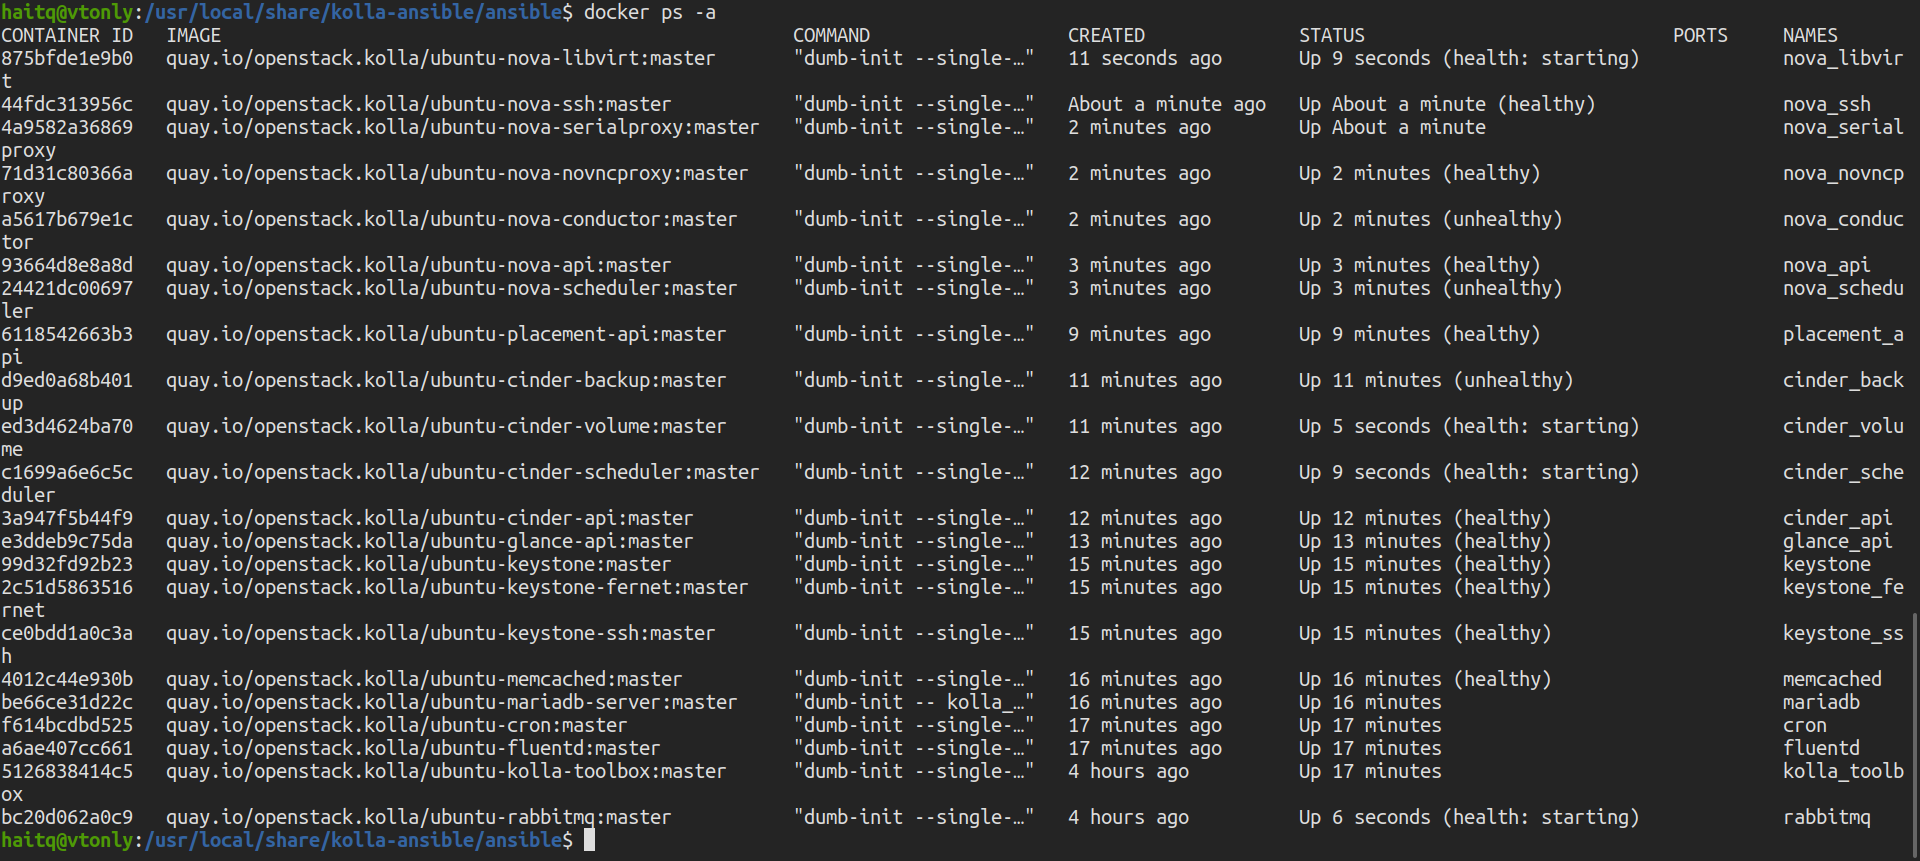 haitq@vtonly:/usr/local/share/kolla-ansible/ansible$ docker ps -a
CONTAINER ID   IMAGE                                                    COMMAND                  CREATED              STATUS                            PORTS     NAMES
875bfde1e9b0   quay.io/openstack.kolla/ubuntu-nova-libvirt:master       "dumb-init --single-…"   11 seconds ago       Up 9 seconds (health: starting)             nova_libvir
t
44fdc313956c   quay.io/openstack.kolla/ubuntu-nova-ssh:master           "dumb-init --single-…"   About a minute ago   Up About a minute (healthy)                 nova_ssh
4a9582a36869   quay.io/openstack.kolla/ubuntu-nova-serialproxy:master   "dumb-init --single-…"   2 minutes ago        Up About a minute                           nova_serial
proxy
71d31c80366a   quay.io/openstack.kolla/ubuntu-nova-novncproxy:master    "dumb-init --single-…"   2 minutes ago        Up 2 minutes (healthy)                      nova_novncp
roxy
a5617b679e1c   quay.io/openstack.kolla/ubuntu-nova-conductor:master     "dumb-init --single-…"   2 minutes ago        Up 2 minutes (unhealthy)                    nova_conduc
tor
93664d8e8a8d   quay.io/openstack.kolla/ubuntu-nova-api:master           "dumb-init --single-…"   3 minutes ago        Up 3 minutes (healthy)                      nova_api
24421dc00697   quay.io/openstack.kolla/ubuntu-nova-scheduler:master     "dumb-init --single-…"   3 minutes ago        Up 3 minutes (unhealthy)                    nova_schedu
ler
6118542663b3   quay.io/openstack.kolla/ubuntu-placement-api:master      "dumb-init --single-…"   9 minutes ago        Up 9 minutes (healthy)                      placement_a
pi
d9ed0a68b401   quay.io/openstack.kolla/ubuntu-cinder-backup:master      "dumb-init --single-…"   11 minutes ago       Up 11 minutes (unhealthy)                   cinder_back
up
ed3d4624ba70   quay.io/openstack.kolla/ubuntu-cinder-volume:master      "dumb-init --single-…"   11 minutes ago       Up 5 seconds (health: starting)             cinder_volu
me
c1699a6e6c5c   quay.io/openstack.kolla/ubuntu-cinder-scheduler:master   "dumb-init --single-…"   12 minutes ago       Up 9 seconds (health: starting)             cinder_sche
duler
3a947f5b44f9   quay.io/openstack.kolla/ubuntu-cinder-api:master         "dumb-init --single-…"   12 minutes ago       Up 12 minutes (healthy)                     cinder_api
e3ddeb9c75da   quay.io/openstack.kolla/ubuntu-glance-api:master         "dumb-init --single-…"   13 minutes ago       Up 13 minutes (healthy)                     glance_api
99d32fd92b23   quay.io/openstack.kolla/ubuntu-keystone:master           "dumb-init --single-…"   15 minutes ago       Up 15 minutes (healthy)                     keystone
2c51d5863516   quay.io/openstack.kolla/ubuntu-keystone-fernet:master    "dumb-init --single-…"   15 minutes ago       Up 15 minutes (healthy)                     keystone_fe
rnet
ce0bdd1a0c3a   quay.io/openstack.kolla/ubuntu-keystone-ssh:master       "dumb-init --single-…"   15 minutes ago       Up 15 minutes (healthy)                     keystone_ss
h
4012c44e930b   quay.io/openstack.kolla/ubuntu-memcached:master          "dumb-init --single-…"   16 minutes ago       Up 16 minutes (healthy)                     memcached
be66ce31d22c   quay.io/openstack.kolla/ubuntu-mariadb-server:master     "dumb-init -- kolla_…"   16 minutes ago       Up 16 minutes                               mariadb
f614bcdbd525   quay.io/openstack.kolla/ubuntu-cron:master               "dumb-init --single-…"   17 minutes ago       Up 17 minutes                               cron
a6ae407cc661   quay.io/openstack.kolla/ubuntu-fluentd:master            "dumb-init --single-…"   17 minutes ago       Up 17 minutes                               fluentd
5126838414c5   quay.io/openstack.kolla/ubuntu-kolla-toolbox:master      "dumb-init --single-…"   4 hours ago          Up 17 minutes                               kolla_toolb
ox
bc20d062a0c9   quay.io/openstack.kolla/ubuntu-rabbitmq:master           "dumb-init --single-…"   4 hours ago          Up 6 seconds (health: starting)             rabbitmq
haitq@vtonly:/usr/local/share/kolla-ansible/ansible$